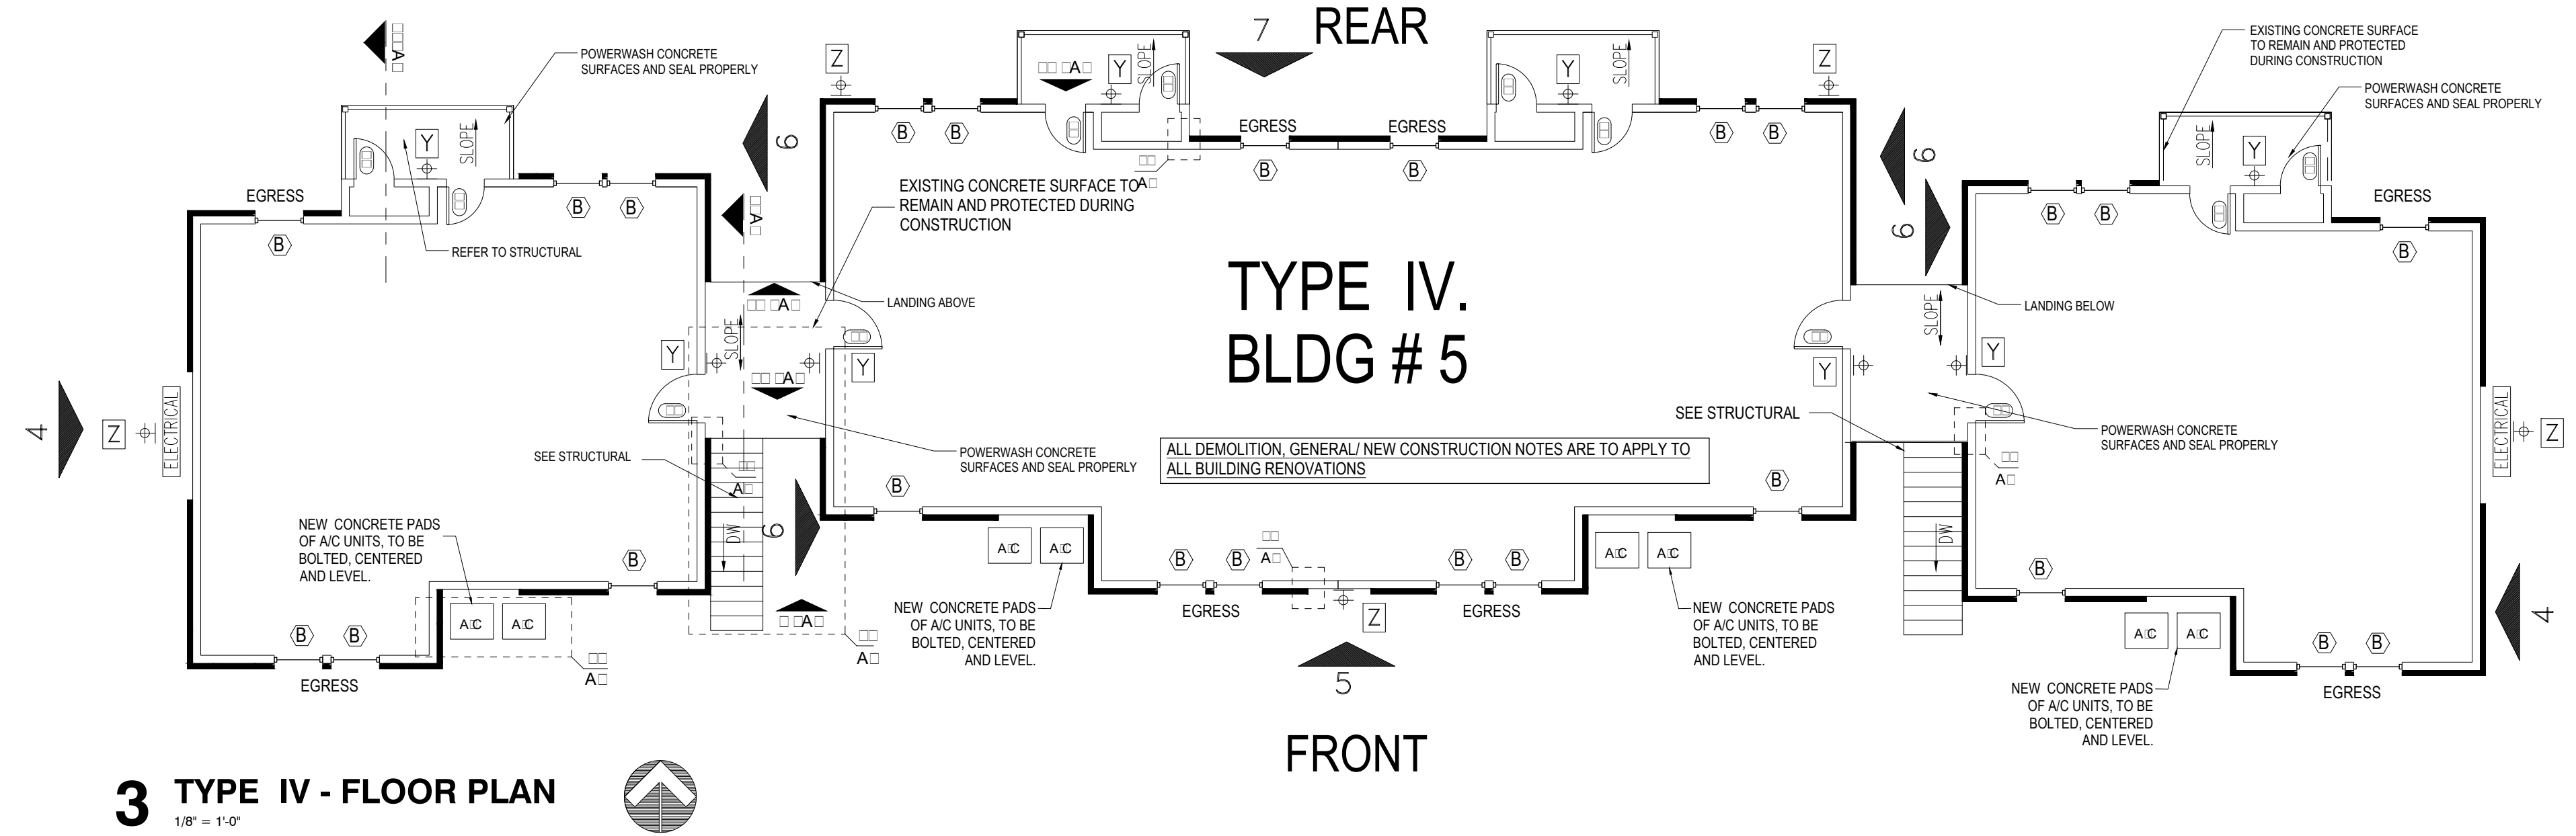 REAR
7
POWERWASH CONCRETE
SURFACES AND SEAL PROPERLY
Z
Y
SLOPE
Y
SLOPE
Z
EXISTING CONCRETE SURFACE
TO REMAIN AND PROTECTED
DURING CONSTRUCTION
POWERWASH CONCRETE
SURFACES AND SEAL PROPERLY
A
A
Y
SLOPE
6
B
B
EGRESS
EGRESS
B
B
6
SLOPE
Y
EGRESS
B
B
B
A
B
B
EGRESS
B
B
B
B
EXISTING CONCRETE SURFACE TO
REMAIN AND PROTECTED DURING
CONSTRUCTION
A
6
REFER TO STRUCTURAL
TYPE IV.
BLDG # 5
LANDING ABOVE
A
SLOPE
A
LANDING BELOW
SLOPE
Y
Y
Y
Y
4
Z
ELECTRICAL
SEE STRUCTURAL
SEE STRUCTURAL
ELECTRICAL
Z
POWERWASH CONCRETE
SURFACES AND SEAL PROPERLY
ALL DEMOLITION, GENERAL/ NEW CONSTRUCTION NOTES ARE TO APPLY TO
ALL BUILDING RENOVATIONS
POWERWASH CONCRETE
SURFACES AND SEAL PROPERLY
A
A
B
B
DW
6
DW
NEW CONCRETE PADS
OF A/C UNITS, TO BE
BOLTED, CENTERED
AND LEVEL.
A C
A C
A C
A C
B
B
B
A
B
B
B
EGRESS
Z
EGRESS
NEW CONCRETE PADS
OF A/C UNITS, TO BE
BOLTED, CENTERED
AND LEVEL.
NEW CONCRETE PADS
OF A/C UNITS, TO BE
BOLTED, CENTERED
AND LEVEL.
4
A C
A C
A
A
A C
A C
B
B
B
B
A
EGRESS
5
EGRESS
NEW CONCRETE PADS
OF A/C UNITS, TO BE
BOLTED, CENTERED
AND LEVEL.
FRONT
3
TYPE IV - FLOOR PLAN
1/8" = 1'-0"